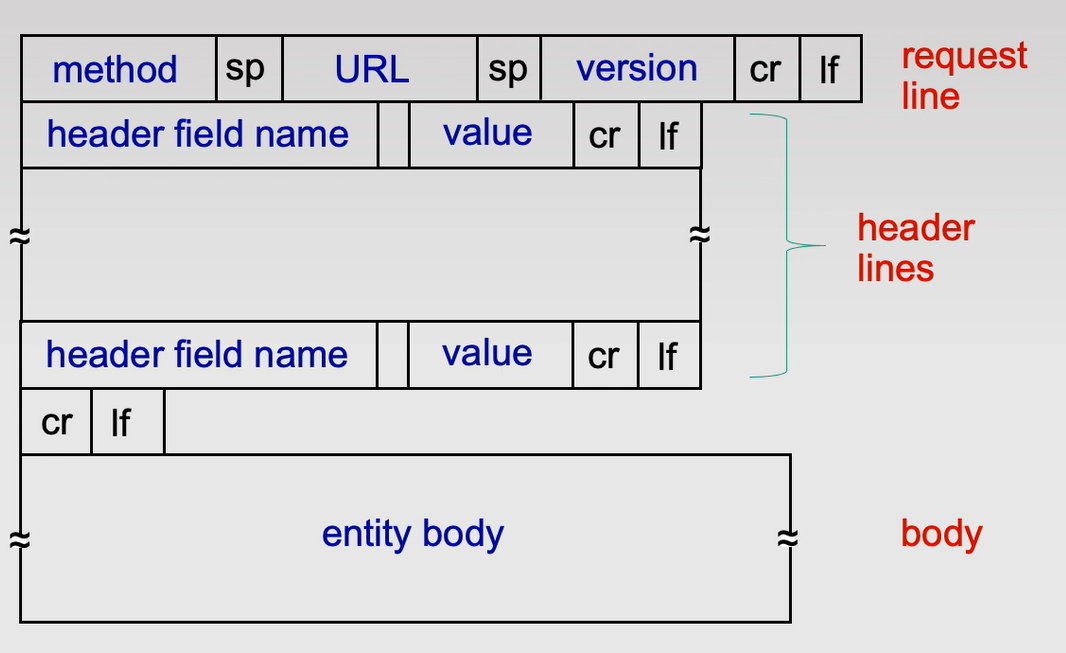 method sp URL sp version cr lf
request
line
header field name value cr lf
header
lines
header field name value cr lf
cr lf
entity body
body